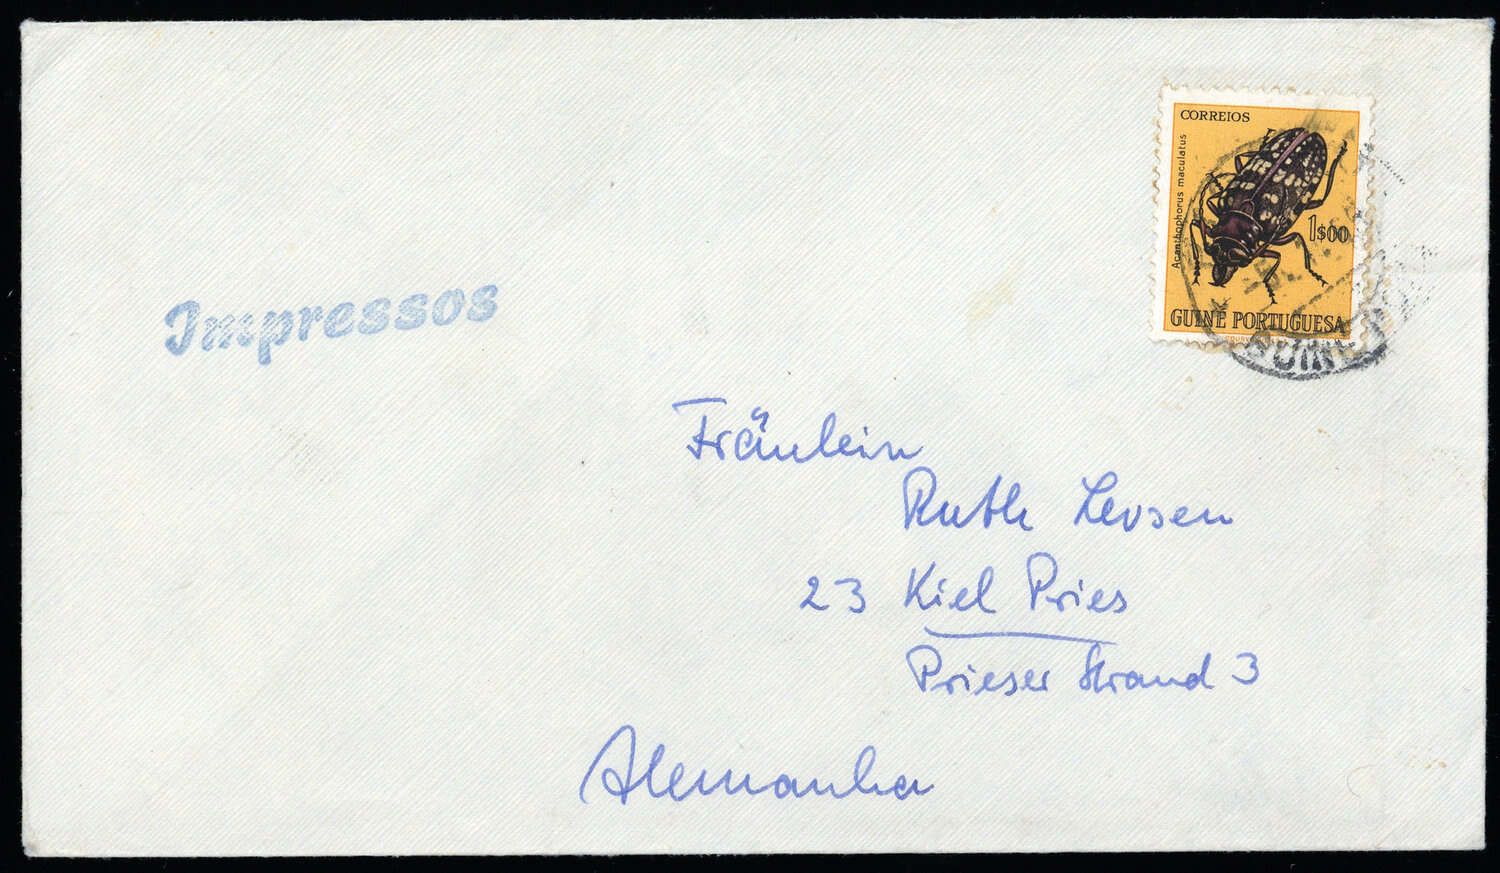 CORREIOS
Acanthophorus maculatus
1$00
GUINÉ PORTUGUESA
Impressos
Fräulein
Ruth Levsen
23 Kiel Pries
Prieser Strand 3
Alemanha